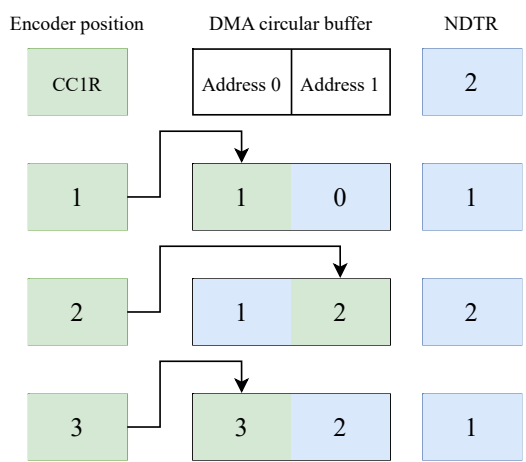 Encoder position DMA circular buffer NDTR
CC1R Address 0 Address 1 2
1 1 0 1
2 1 2 2
3 3 2 1